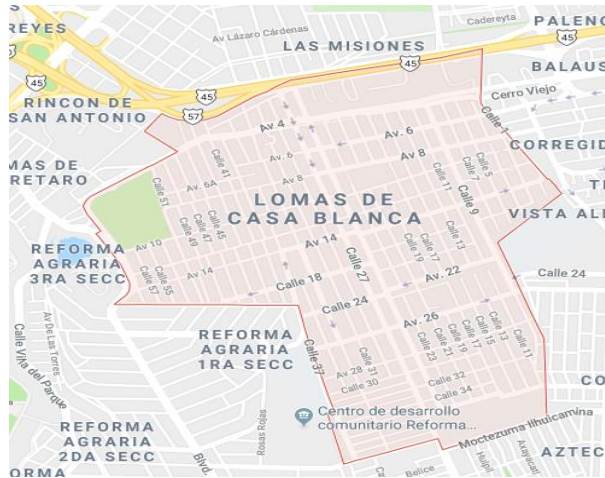 S
REYES
Av Lázaro Cárdenas
Cadereyta
PALENQ
45
LAS MISIONES
45
45
45
BALAUS
RINCON DE
SAN ANTONIO
57
Cerro Viejo
Av 4
Av. 6
Calle 1
CORREGID
MAS DE
RETARO
Calle 41
Av. 6
Av 8
Calle 5
Calle 7
Calle 11
Calle 9
Av. 6A
Av 8
T
Calle 51
LOMAS DE
CASA BLANCA
VISTA ALE
Calle 45
Calle 47
Calle 49
REFORMA
AGRARIA
3RA SECC
Av 10
Av 14
Calle 13
Calle 17
Calle 19
Calle 27
Av 14
Calle 55
Calle 57
Calle 18
Av. 22
Calle 24
Calle 24
Av De Las Torres
Calle Villa del Parque
REFORMA
AGRARIA
1RA SECC
Av. 26
Calle 11
Calle 13
Calle 15
Calle 17
Calle 19
Calle 21
Calle 23
Calle 37
Calle 31
Av 28
Calle 30
Calle 32
Calle 34
CO
Centro de desarrollo
comunitario Reforma...
Moctezuma-Ilhuicamina
Rosas Rojas
REFORMA
AGRARIA
2DA SECC
AZTEC
Axayacatl
Huipil
Blvd.
Belice
ORMA